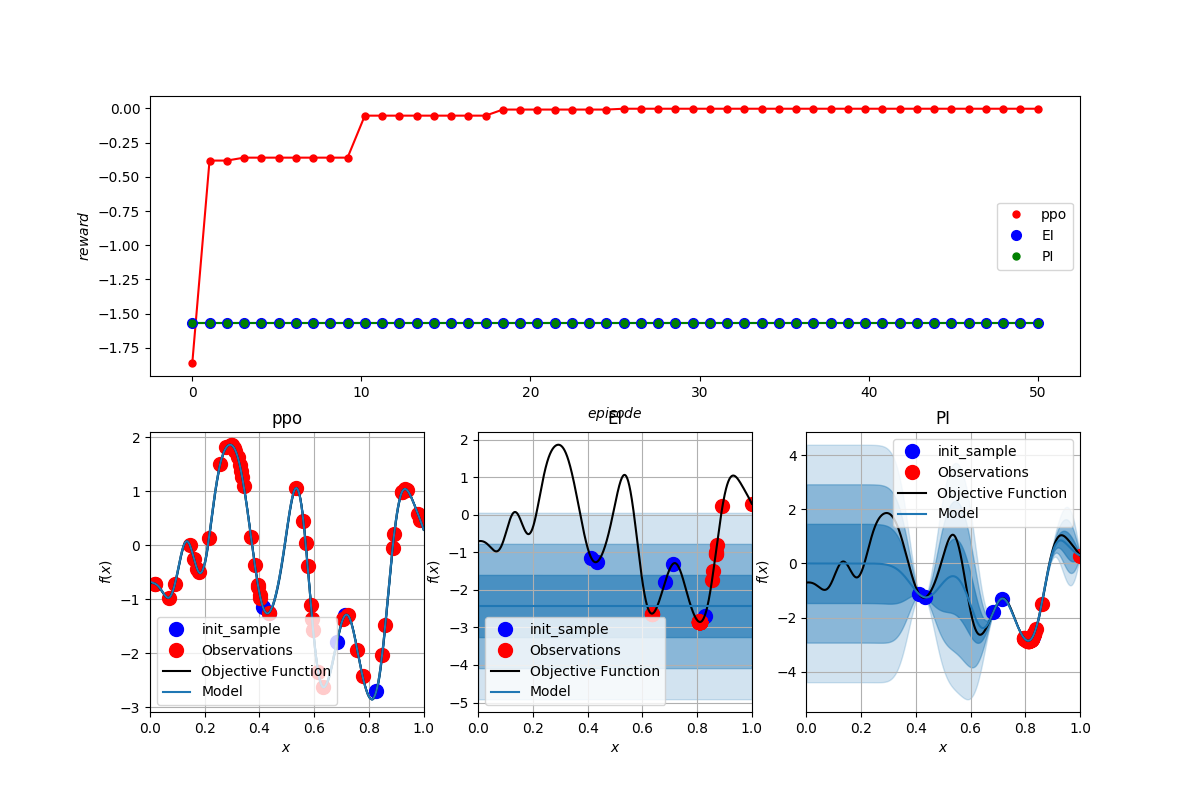 0.00
−0.25
−0.50
−0.75
−1.00
−1.25
−1.50
−1.75
reward
ppo
EI
PI
0 10 20 30 40 50
episode
ppo
EI
PI
2
1
0
−1
−2
−3
f(x)
init_sample
Observations
Objective Function
Model
0.0 0.2 0.4 0.6 0.8 1.0
x
2
1
0
−1
−2
−3
−4
−5
f(x)
init_sample
Observations
Objective Function
Model
0.0 0.2 0.4 0.6 0.8 1.0
x
4
2
0
−2
−4
f(x)
init_sample
Observations
Objective Function
Model
0.0 0.2 0.4 0.6 0.8 1.0
x